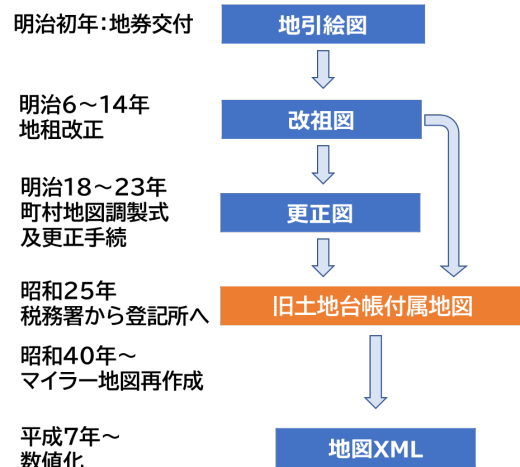 明治初年：地券交付
地引絵図
明治6～14年
地租改正
改祖図
明治18～23年
町村地図調製式
及更正手続
更正図
昭和25年
税務署から登記所へ
旧土地台帳付属地図
昭和40年～
マイラー地図再作成
平成7年～
数値化
地図XML